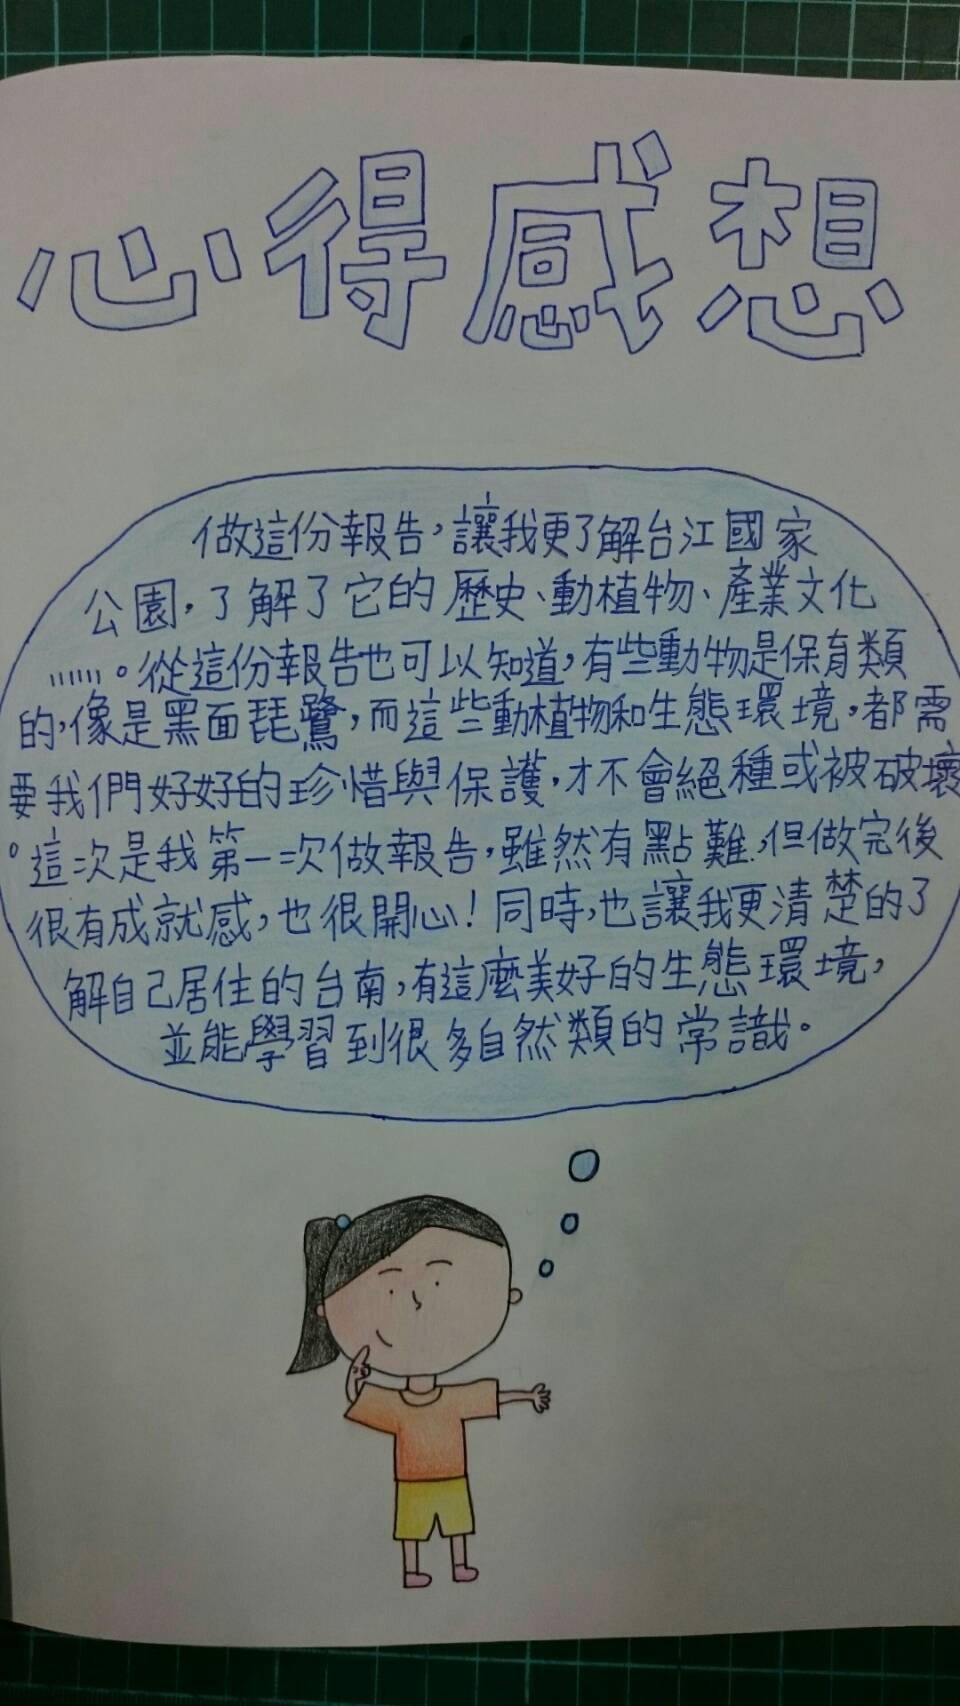 心得感想
做這份報告，讓我更了解台江國家
公園，了解了它的歷史、動植物、產業文化
……。從這份報告也可以知道，有些動物是保育類
的，像是黑面琵鷺，而這些動植物和生態環境，都需
要我們好好的珍惜與保護，才不會絕種或被破壞
。這次是我第一次做報告，雖然有點難，但做完後
很有成就感，也很開心！同時，也讓我更清楚的了
解自己居住的台南，有這麼美好的生態環境，
並能學習到很多自然類的常識。